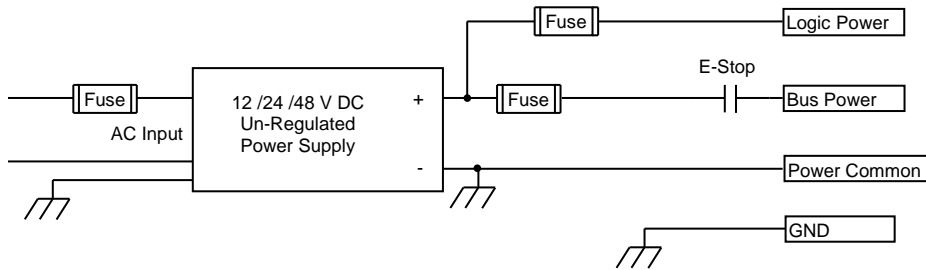 Fuse
Logic Power
E-Stop
Fuse
12 /24 /48 V DC
Un-Regulated
Power Supply
+
Fuse
Bus Power
AC Input
-
Power Common
GND